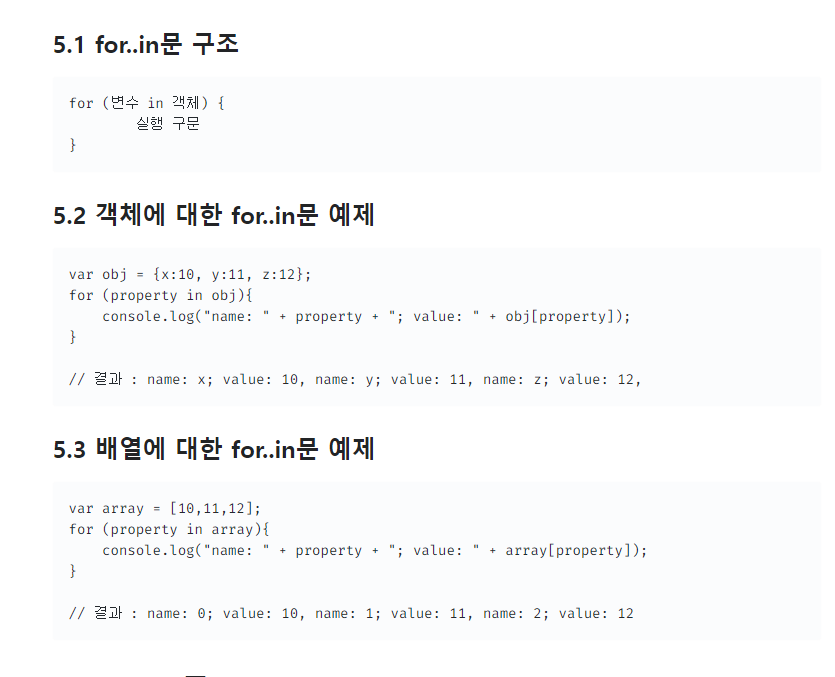 5.1 for..in문 구조
for (변수 in 객체) {
        실행 구문
}
5.2 객체에 대한 for..in문 예제
var obj = {x:10, y:11, z:12};
for (property in obj){
    console.log("name: " + property + "; value: " + obj[property]);
}
// 결과 : name: x; value: 10, name: y; value: 11, name: z; value: 12,
5.3 배열에 대한 for..in문 예제
var array = [10,11,12];
for (property in array){
    console.log("name: " + property + "; value: " + array[property]);
}
// 결과 : name: 0; value: 10, name: 1; value: 11, name: 2; value: 12